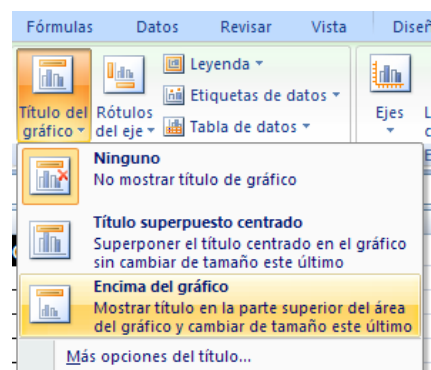 Fórmulas Datos Revisar Vista Diseñ
Leyenda
Título del gráfico
Rótulos del eje
Etiquetas de datos
Tabla de datos
Ejes
Ninguno
No mostrar título de gráfico
Título superpuesto centrado
Superponer el título centrado en el gráfico
sin cambiar de tamaño este último
Encima del gráfico
Mostrar título en la parte superior del área
del gráfico y cambiar de tamaño este último
Más opciones del título...